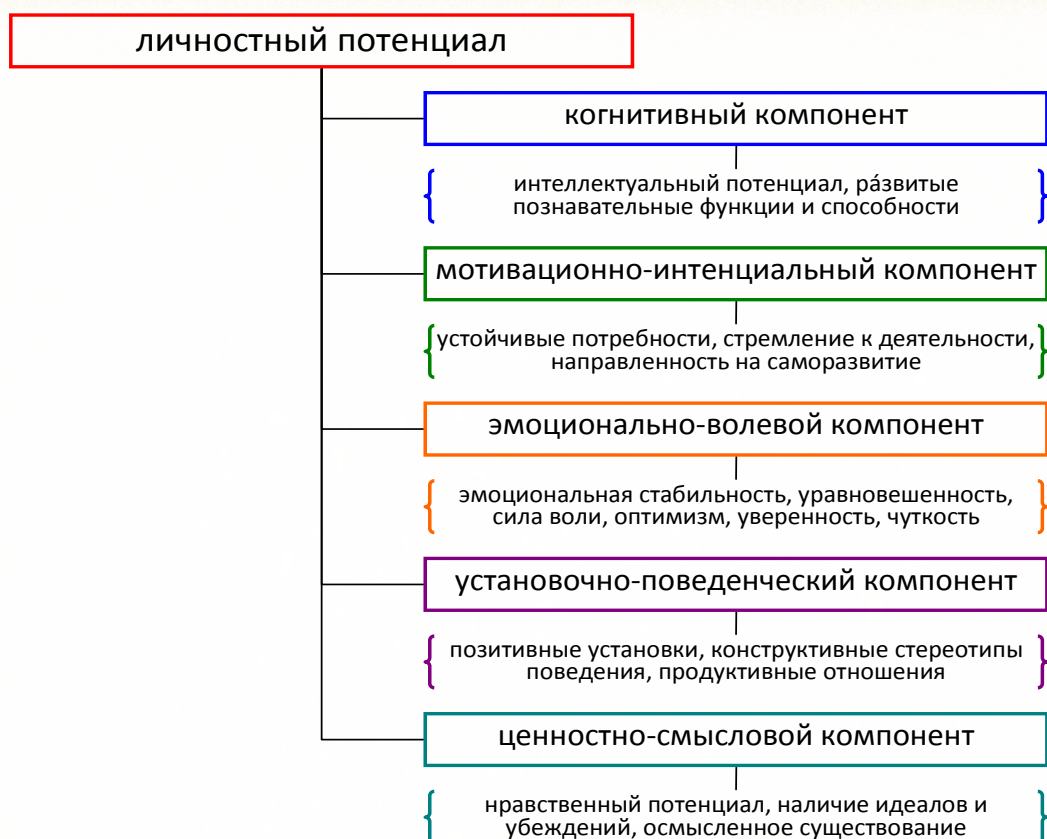 личностный потенциал
когнитивный компонент
интеллектуальный потенциал, рáзвитые
познавательные функции и способности
мотивационно-интенциальный компонент
устойчивые потребности, стремление к деятельности,
направленность на саморазвитие
эмоционально-волевой компонент
эмоциональная стабильность, уравновешенность,
сила воли, оптимизм, уверенность, чуткость
установочно-поведенческий компонент
позитивные установки, конструктивные стереотипы
поведения, продуктивные отношения
ценностно-смысловой компонент
нравственный потенциал, наличие идеалов и
убеждений, осмысленное существование